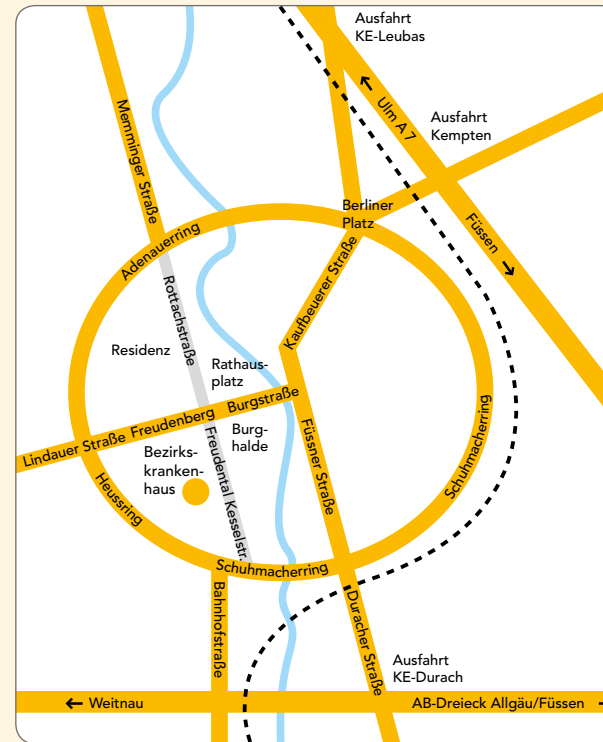 Ausfahrt
KE-Leubas
Ulm A 7
Memminger Straße
Ausfahrt
Kempten
Berliner
Platz
Füssen
Adenauerring
Kaufbeuerer Straße
Rottachstraße
Residenz
Rathaus-
platz
Burgstraße
Freudenberg
Lindauer Straße
Burg-
halde
Füssner Straße
Schuhmacherring
Bezirks-
kranken-
haus
Freudental Kesselstr.
Heussring
Schuhmacherring
Bahnhofstraße
Duracher Straße
Ausfahrt
KE-Durach
← Weitnau
AB-Dreieck Allgäu/Füssen →